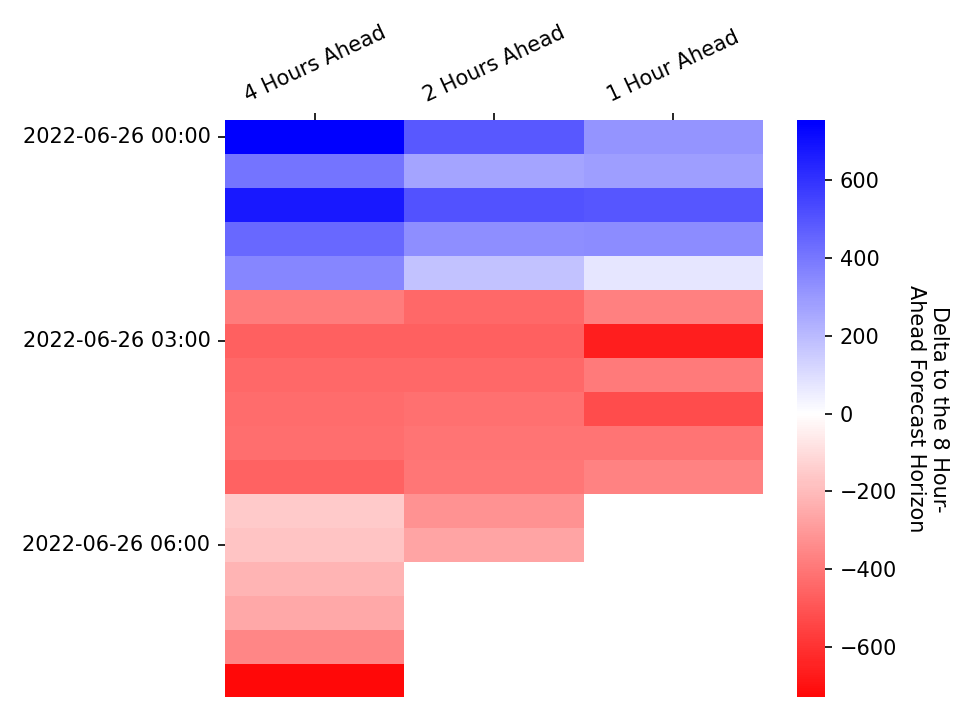 4 Hours Ahead
2 Hours Ahead
1 Hour Ahead
2022-06-26 00:00
2022-06-26 03:00
2022-06-26 06:00
600
400
200
0
−200
−400
−600
Delta to the 8 Hour-
Ahead Forecast Horizon